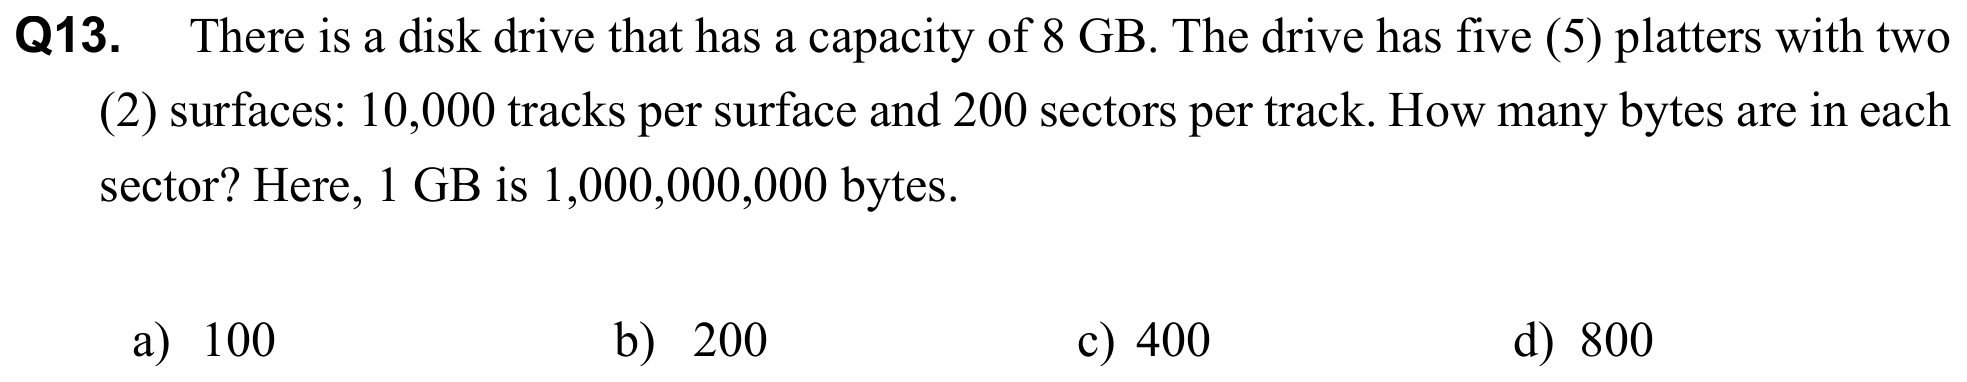 Q13. There is a disk drive that has a capacity of 8 GB. The drive has five (5) platters with two
(2) surfaces: 10,000 tracks per surface and 200 sectors per track. How many bytes are in each
sector? Here, 1 GB is 1,000,000,000 bytes.
a) 100 b) 200 c) 400 d) 800